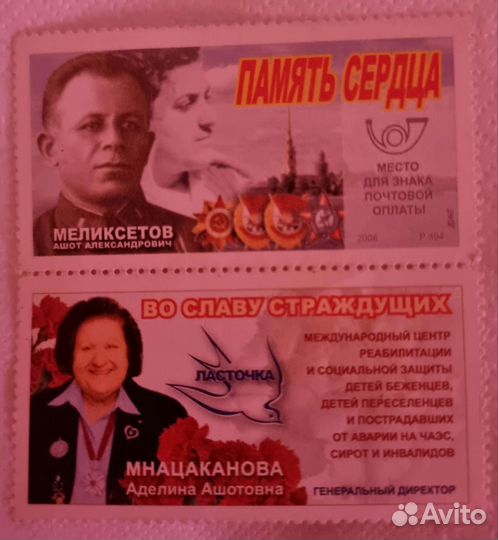 ПАМЯТЬ СЕРДЦА
МЕСТО
ДЛЯ ЗНАКА
ПОЧТОВОЙ
ОПЛАТЫ
МЕЛИКСЕТОВ
АШОТ АЛЕКСАНДРОВИЧ
2006
Р 894
ВО СЛАВУ СТРАЖДУЩИХ
МЕЖДУНАРОДНЫЙ ЦЕНТР
РЕАБИЛИТАЦИИ
И СОЦИАЛЬНОЙ ЗАЩИТЫ
ДЕТЕЙ БЕЖЕНЦЕВ,
ДЕТЕЙ ПЕРЕСЕЛЕНЦЕВ
И ПОСТРАДАВШИХ
ОТ АВАРИИ НА ЧАЭС,
СИРОТ И ИНВАЛИДОВ
ЛАСТОЧКА
МНАЦАКАНОВА
Аделина Ашотовна
ГЕНЕРАЛЬНЫЙ ДИРЕКТОР
Avito